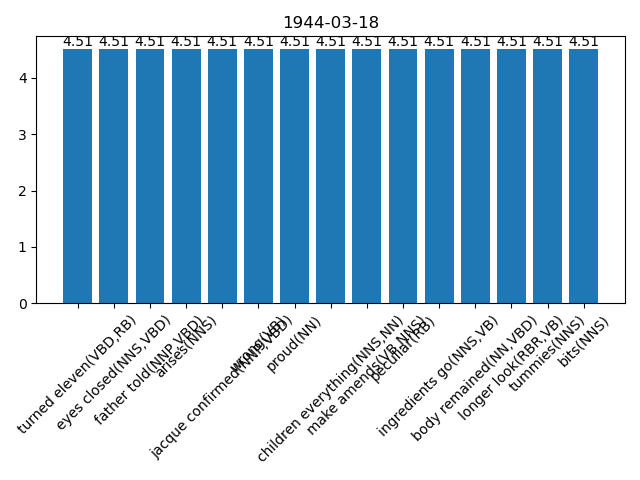 1944-03-18
4.51 4.51 4.51 4.51 4.51 4.51 4.51 4.51 4.51 4.51 4.51 4.51 4.51 4.51 4.51
4
3
2
1
0
turned eleven(VBD,RB)
eyes closed(NNS,VBD)
father told(NNP,VBD)
arises(NNS)
jacque confirmed(NNP,VBD)
proud(NN)
children everything(NNS,NN)
make amends(VB,NNS)
peculiar(RB)
ingredients go(NNS,VB)
body remained(NN,VBD)
longer look(RBR,VB)
tummies(NNS)
bits(NNS)